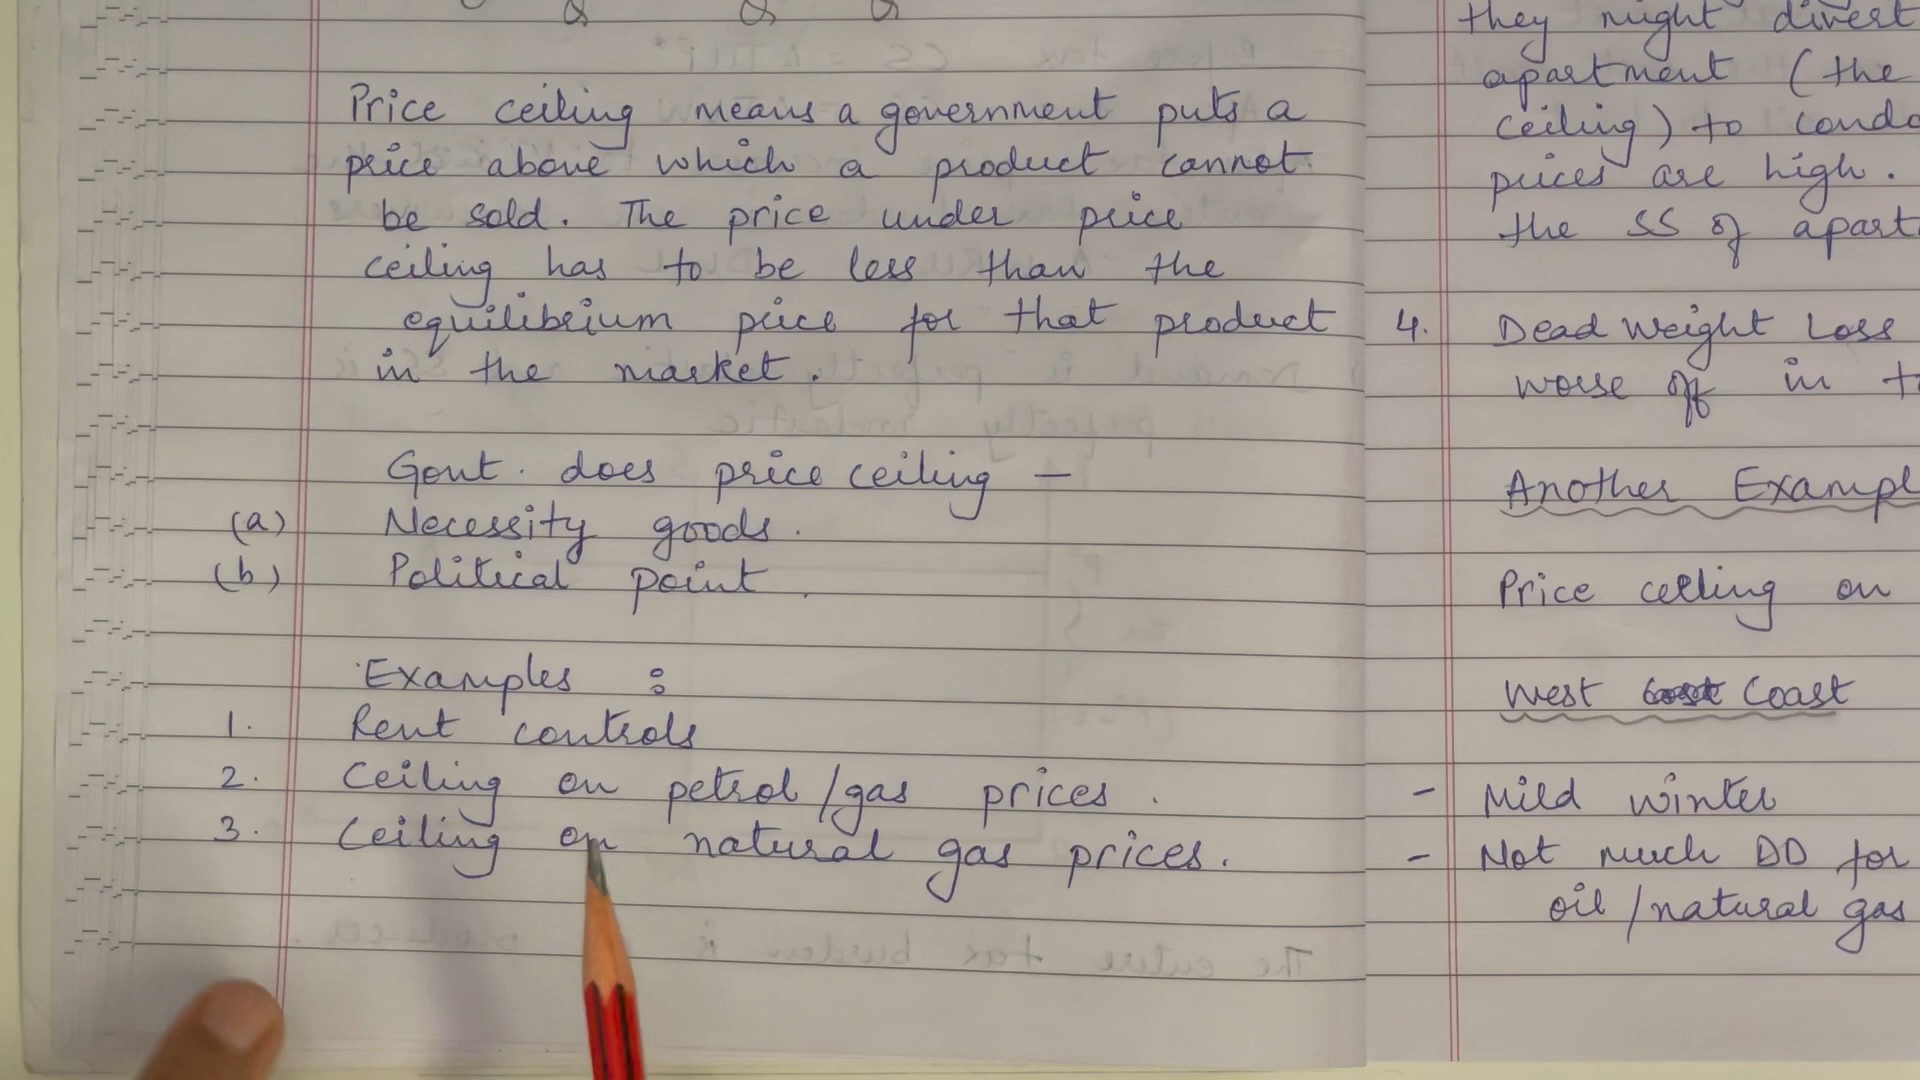 Price ceiling means a government puts a
price above which a product cannot
be sold. The price under price
ceiling has to be less than the
equilibrium price for that product
in the market.
Govt. does price ceiling -
(a) Necessity goods.
(b) Political point.
Examples :
1. Rent controls
2. Ceiling on petrol/gas prices.
3. Ceiling on natural gas prices.
they might divert
apartment (the
ceiling) to condo
prices are high.
the SS of apart
4. Dead Weight Loss
worse off in
Another Exampl
Price ceiling on
West Coast
- Mild winter
- Not much DD for
oil/natural gas